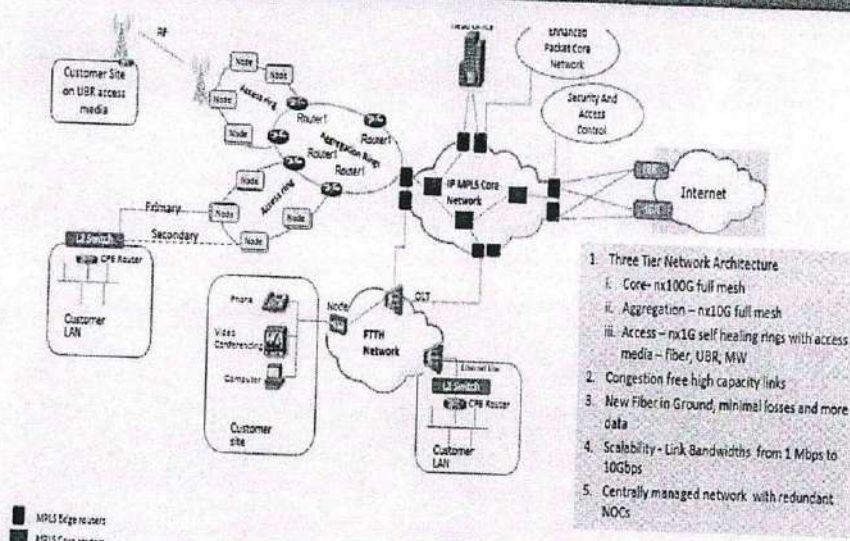 Head Office
Enhanced
Packet Core
Network
RF
Customer Site
on UBR access
media
Node
Node
Node
Node
Access ring
Router1
Router1
Router1
Router1
Aggregation Rings
Security And
Access
Control
IP MPLS Core
Network
Internet
Node
Node
Node
Node
Access ring
Primary
Secondary
L2 Switch
CPE Router
Customer
LAN
Phone
Video
Conferencing
Computer
Customer
site
Node
OLT
FTTH
Network
Ethernet link
L2 Switch
CPE Router
Customer
LAN
1. Three Tier Network Architecture
i. Core- nx100G full mesh
ii. Aggregation – nx10G full mesh
iii. Access – nx1G self healing rings with access
media – fiber, UBR, MW
2. Congestion free high capacity links
3. New Fiber in Ground, minimal losses and more
data
4. Scalability - Link Bandwidths from 1 Mbps to
10Gbps
5. Centrally managed network with redundant
NOCs
MPLS Edge routers
MPLS Core routers